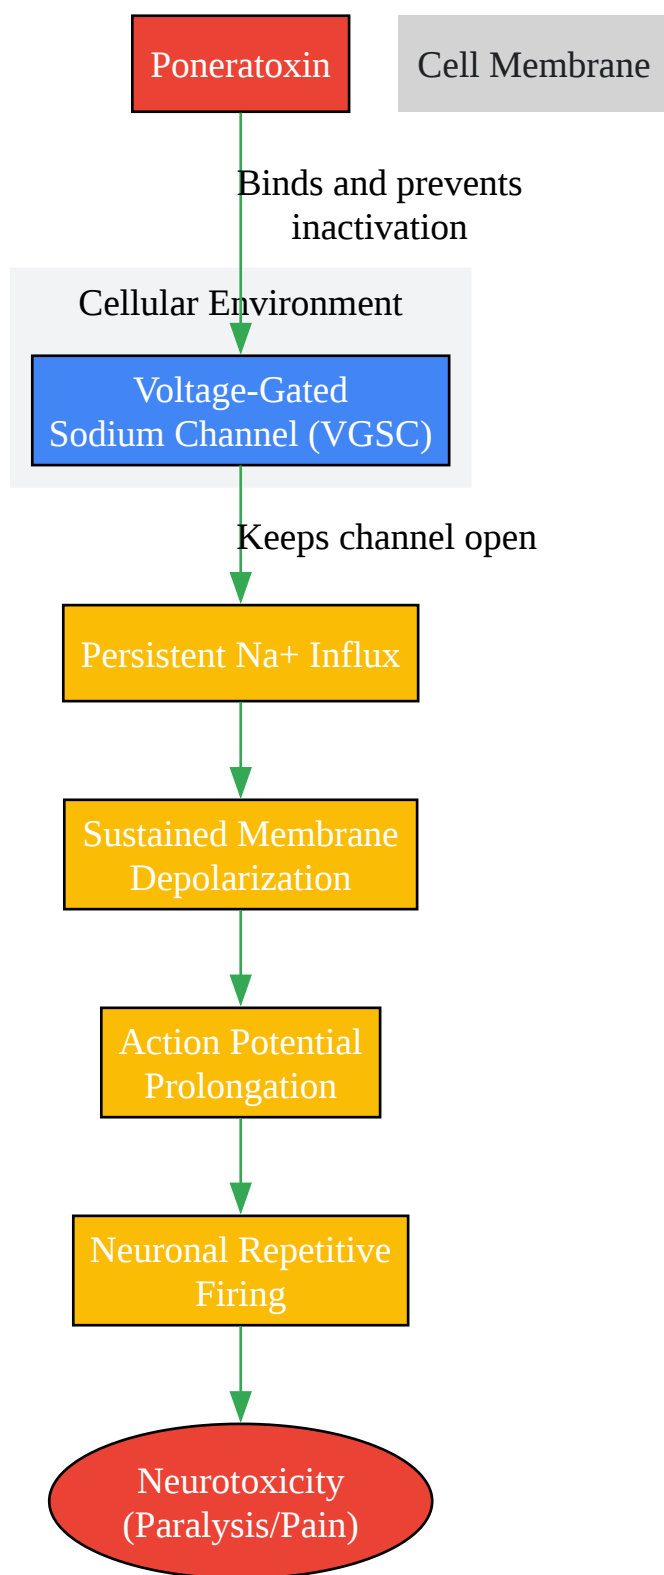 Poneratoxin
Cell Membrane
Binds and prevents
inactivation
Cellular Environment
Voltage-Gated
Sodium Channel (VGSC)
Keeps channel open
Persistent Na+ Influx
Sustained Membrane
Depolarization
Action Potential
Prolongation
Neuronal Repetitive
Firing
Neurotoxicity
(Paralysis/Pain)